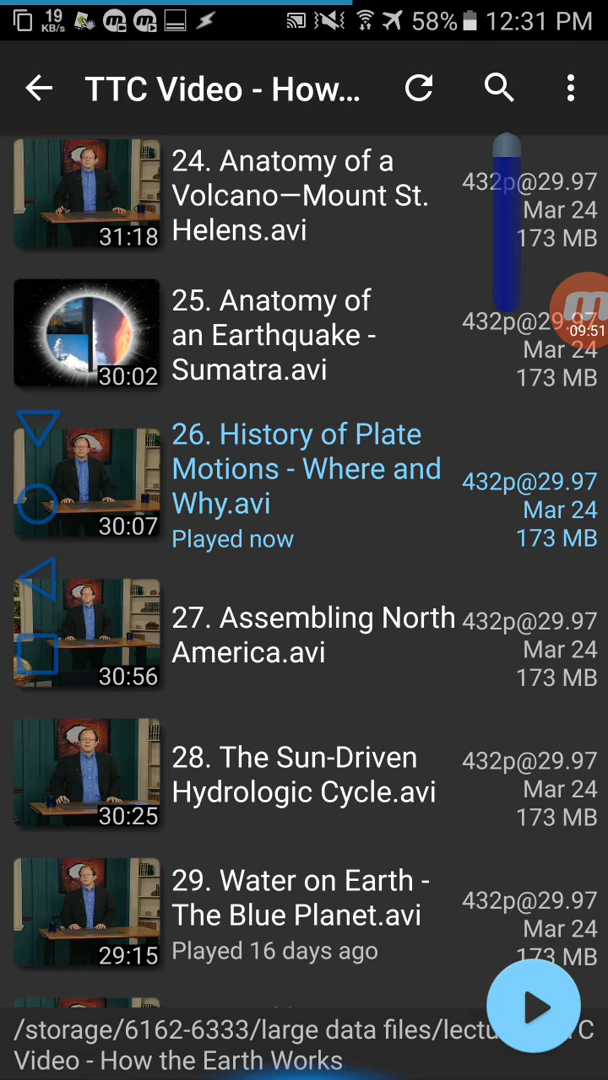 19
KB/s
58%
12:31 PM
TTC Video - How...
24. Anatomy of a
Volcano—Mount St.
Helens.avi
31:18
432p@29.97
Mar 24
173 MB
25. Anatomy of
an Earthquake -
Sumatra.avi
30:02
432p@29.97
Mar 24
173 MB
09:51
26. History of Plate
Motions - Where and
Why.avi
Played now
30:07
432p@29.97
Mar 24
173 MB
27. Assembling North
America.avi
30:56
432p@29.97
Mar 24
173 MB
28. The Sun-Driven
Hydrologic Cycle.avi
30:25
432p@29.97
Mar 24
173 MB
29. Water on Earth -
The Blue Planet.avi
Played 16 days ago
29:15
432p@29.97
Mar 24
173 MB
/storage/6162-6333/large data files/lectu
C
Video - How the Earth Works